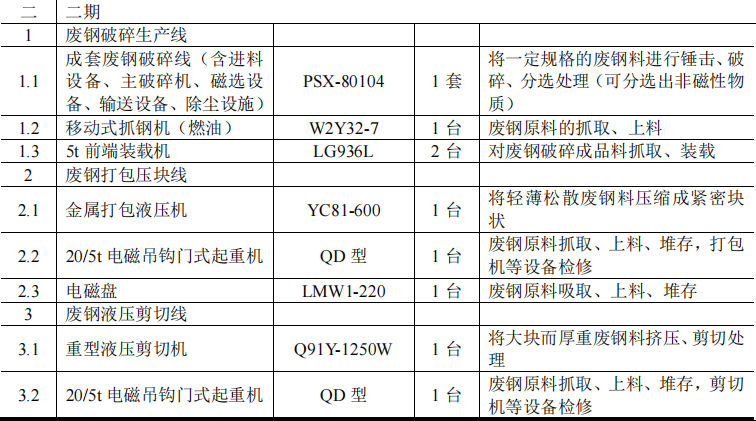 二 二期
1 废钢破碎生产线
1.1 成套废钢破碎线（含进料设备、主破碎机、磁选设备、输送设备、除尘设施） PSX-80104 1 套 将一定规格的废钢料进行锤击、破碎、分选处理（可分选出非磁性物质）
1.2 移动式抓钢机（燃油） W2Y32-7 1 台 废钢原料的抓取、上料
1.3 5t 前端装载机 LG936L 2 台 对废钢破碎成品料抓取、装载
2 废钢打包压块线
2.1 金属打包液压机 YC81-600 1 台 将轻薄松散废钢料压缩成紧密块状
2.2 20/5t 电磁吊钩门式起重机 QD 型 1 台 废钢原料抓取、上料、堆存，打包机等设备检修
2.3 电磁盘 LMW1-220 1 台 废钢原料吸取、上料、堆存
3 废钢液压剪切线
3.1 重型液压剪切机 Q91Y-1250W 1 台 将大块而厚重废钢料挤压、剪切处理
3.2 20/5t 电磁吊钩门式起重机 QD 型 1 台 废钢原料抓取、上料、堆存，剪切机等设备检修